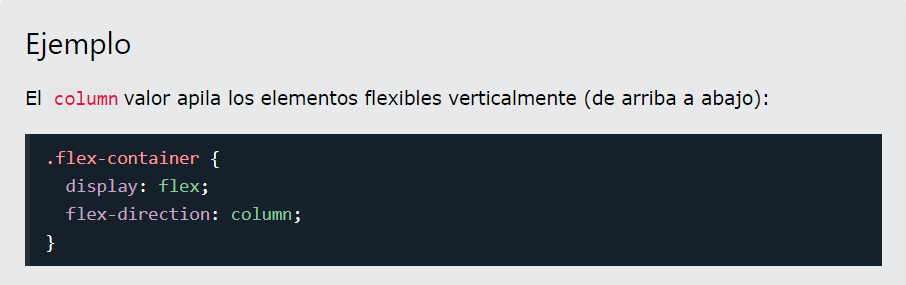 Ejemplo
El column valor apila los elementos flexibles verticalmente (de arriba a abajo):
.flex-container {
  display: flex;
  flex-direction: column;
}